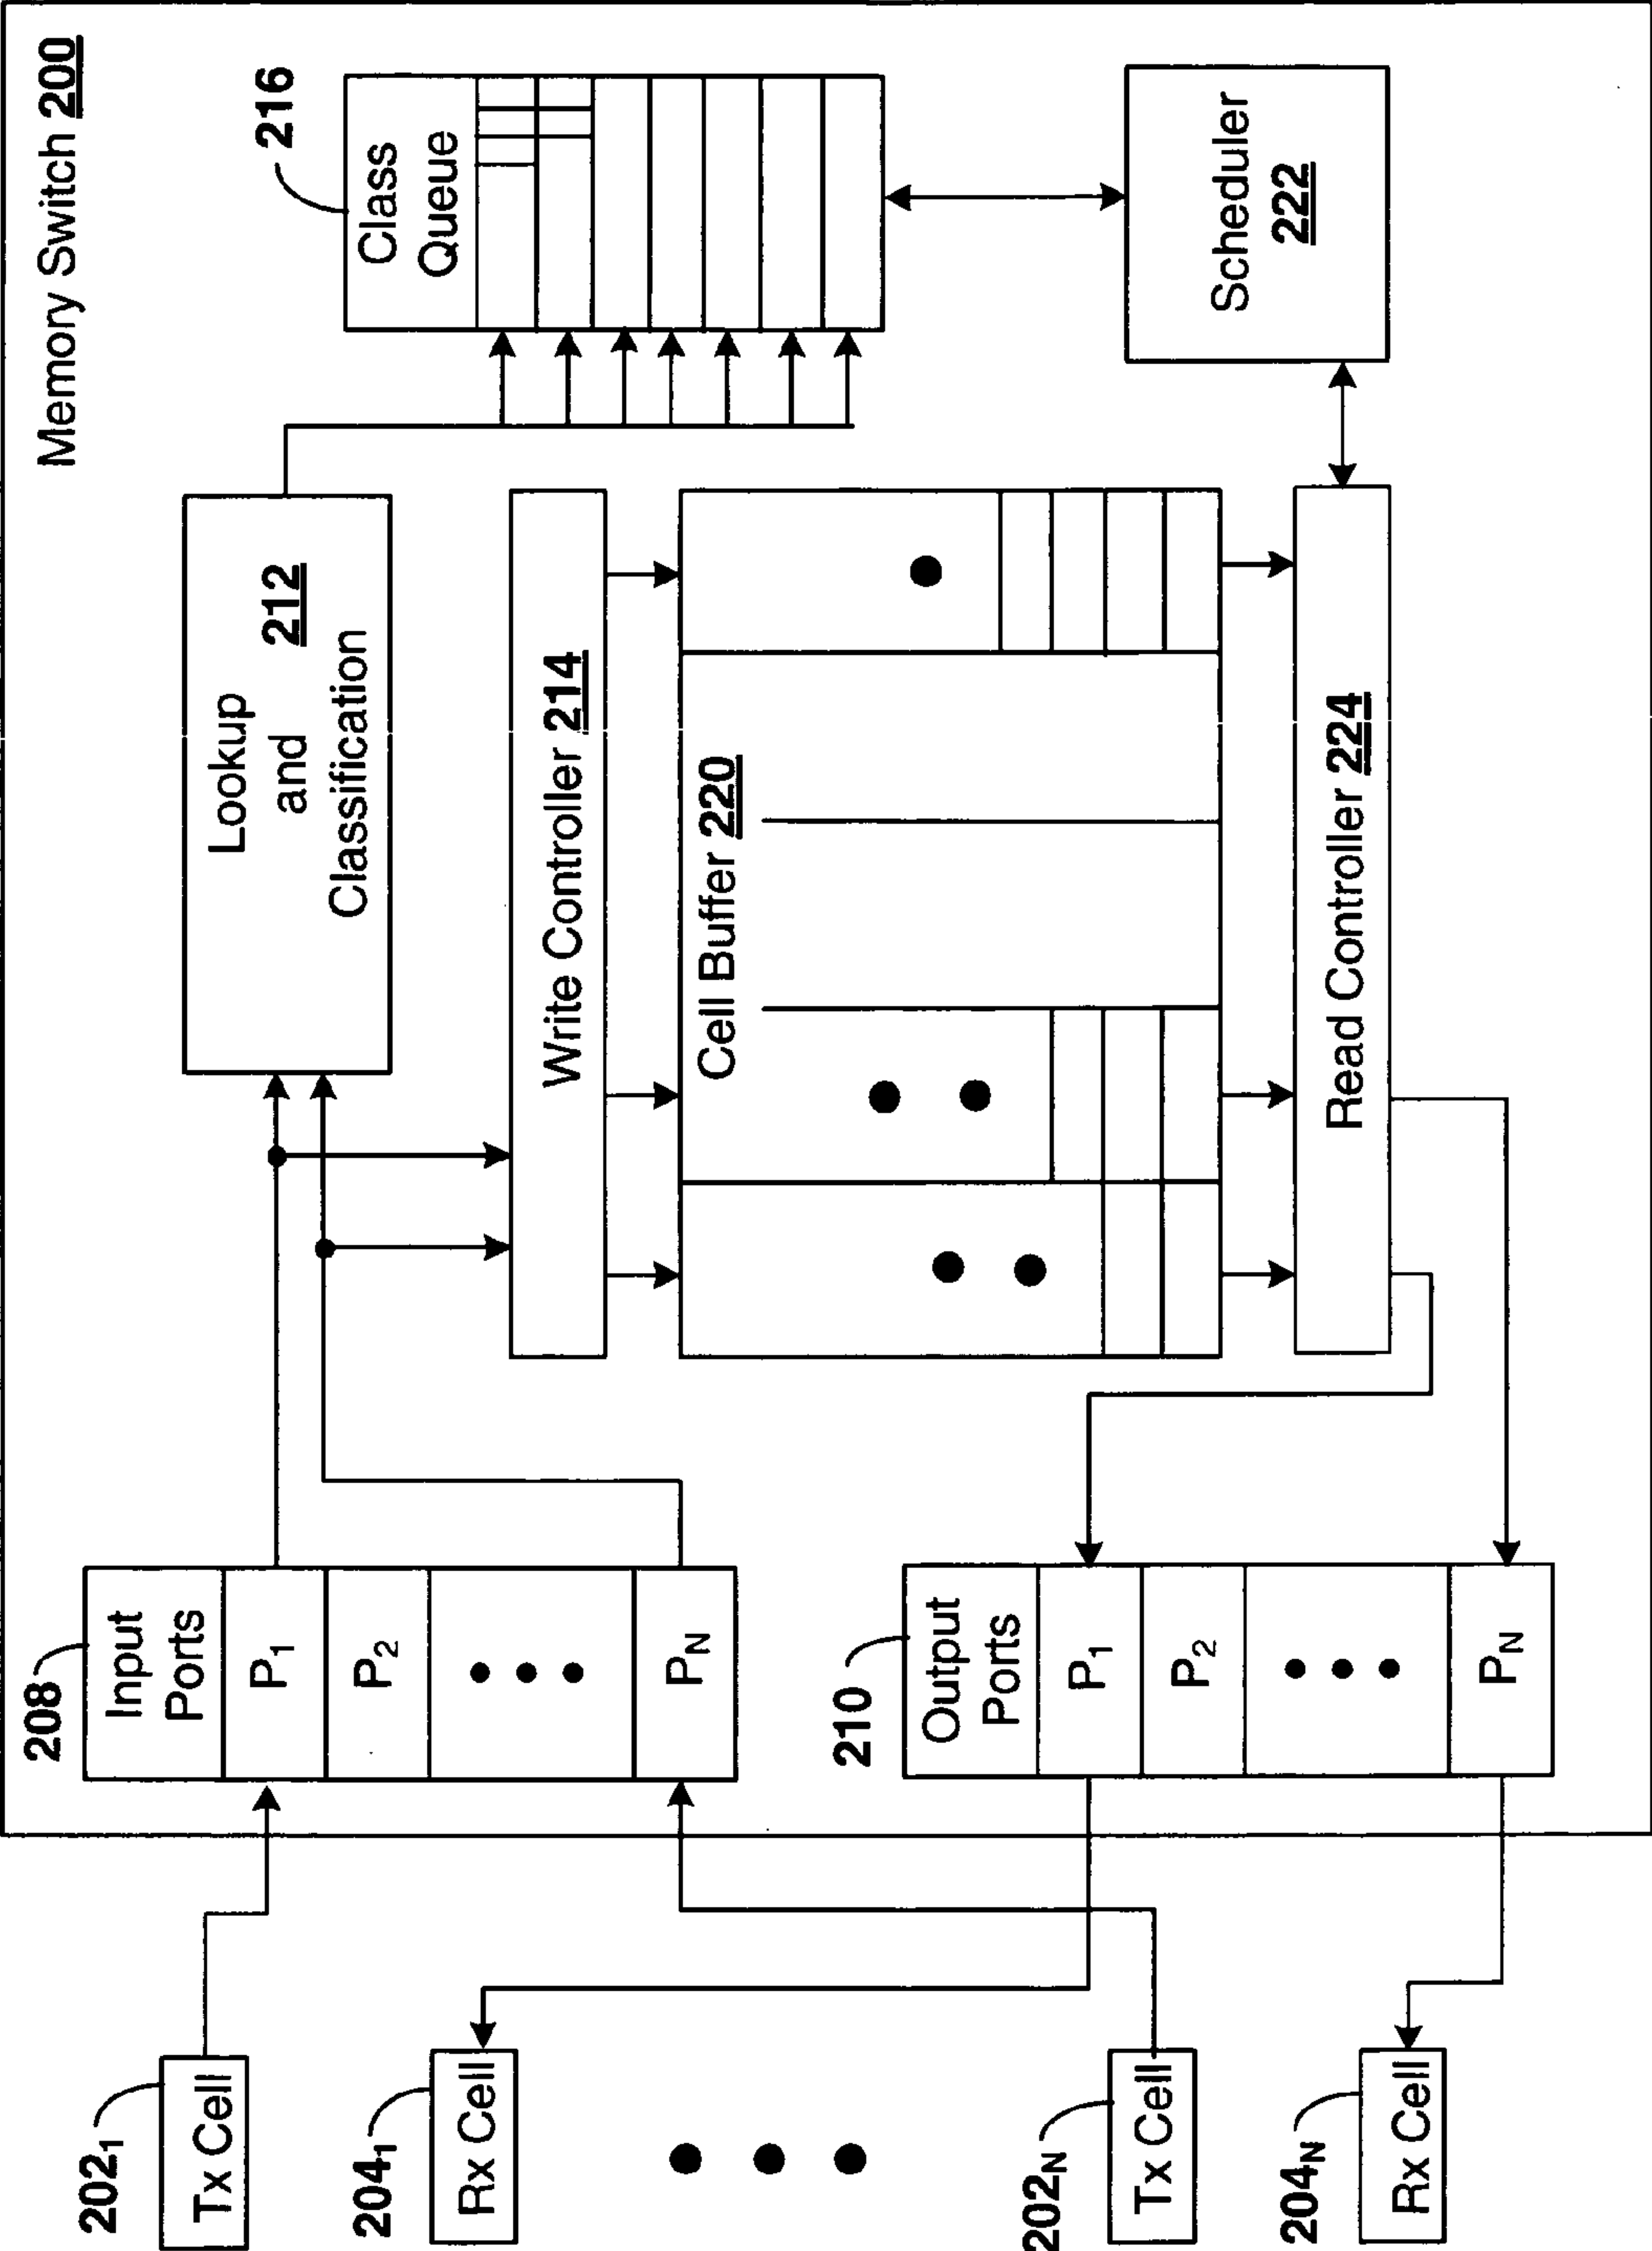 Memory Switch 200
216
Class
Queue
Lookup
and 212
Classification
Write Controller 214
Cell Buffer 220
Scheduler
222
Read Controller 224
208
Input
Ports
P1
P2
PN
210
Output
Ports
P1
P2
PN
2021
Tx Cell
2041
Rx Cell
202N
Tx Cell
204N
Rx Cell